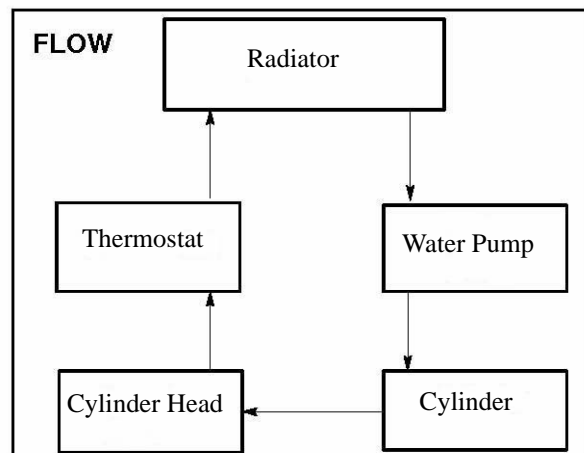 FLOW
Radiator
Thermostat
Water Pump
Cylinder Head
Cylinder